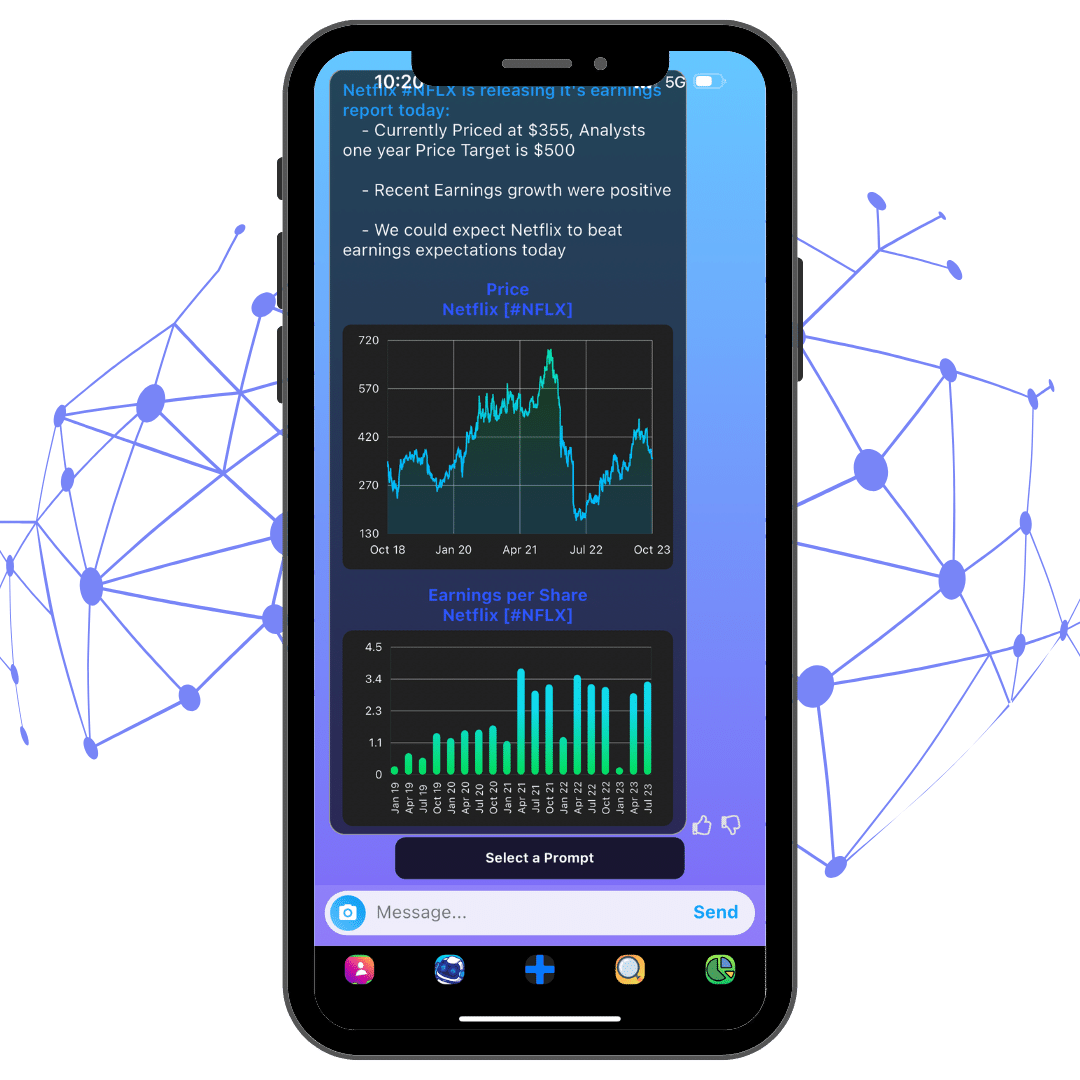 10:20
5G
Netflix #NFLX is releasing it's earnings
report today:
- Currently Priced at $355, Analysts
one year Price Target is $500
- Recent Earnings growth were positive
- We could expect Netflix to beat
earnings expectations today
Price
Netflix [#NFLX]
720
570
420
270
130
Oct 18 Jan 20 Apr 21 Jul 22 Oct 23
Earnings per Share
Netflix [#NFLX]
4.5
3.4
2.3
1.1
0
Jan 19 Apr 19 Jul 19 Oct 19 Jan 20 Apr 20 Jul 20 Oct 20 Jan 21 Apr 21 Jul 21 Oct 21 Jan 22 Apr 22 Jul 22 Oct 22 Jan 23 Apr 23 Jul 23
Select a Prompt
Message... Send